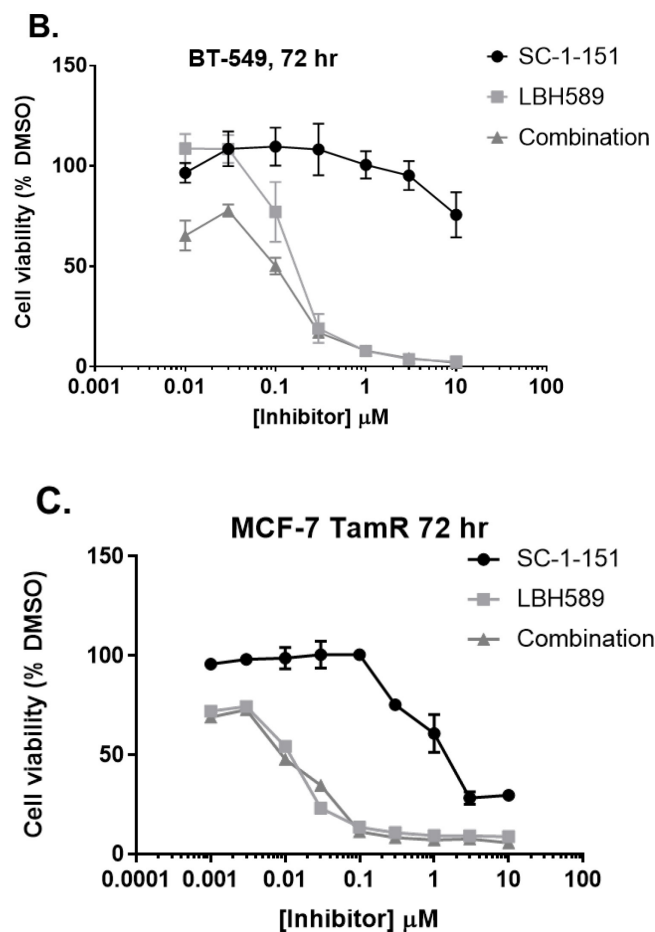 B.
BT-549, 72 hr
SC-1-151
LBH589
Combination
Cell viability (% DMSO)
150
100
50
0
0.001 0.01 0.1 1 10 100
[Inhibitor] µM
C.
MCF-7 TamR 72 hr
SC-1-151
LBH589
Combination
Cell viability (% DMSO)
150
100
50
0
0.0001 0.001 0.01 0.1 1 10 100
[Inhibitor] µM